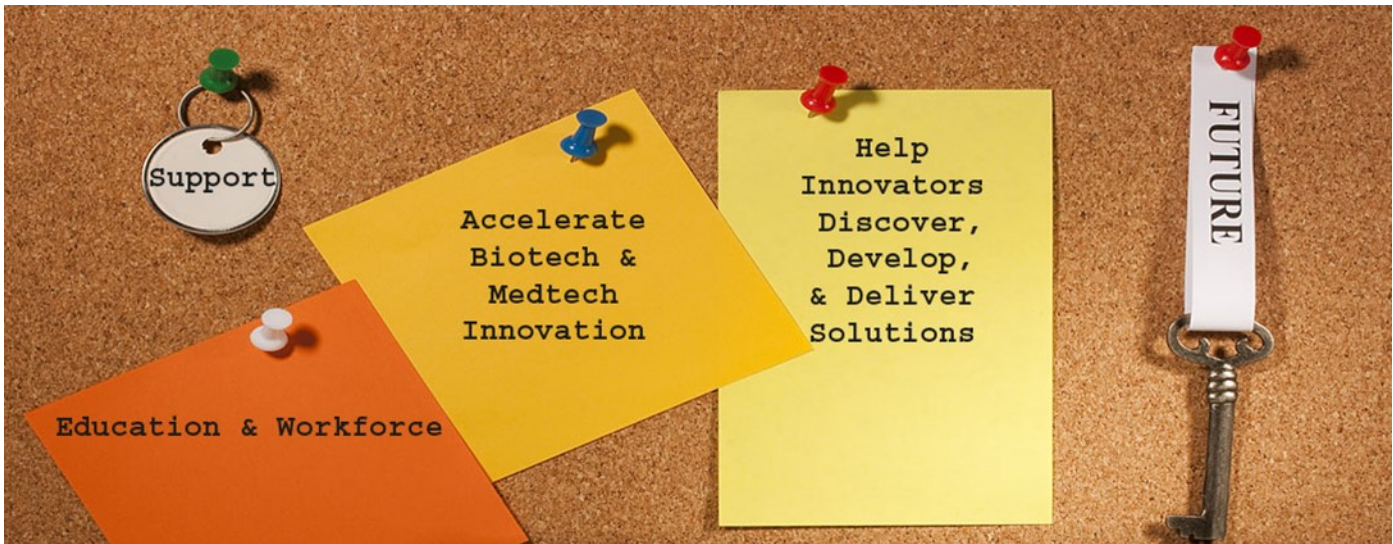 Support
Education & Workforce
Accelerate
Biotech &
Medtech
Innovation
Help
Innovators
Discover,
Develop,
& Deliver
Solutions
FUTURE